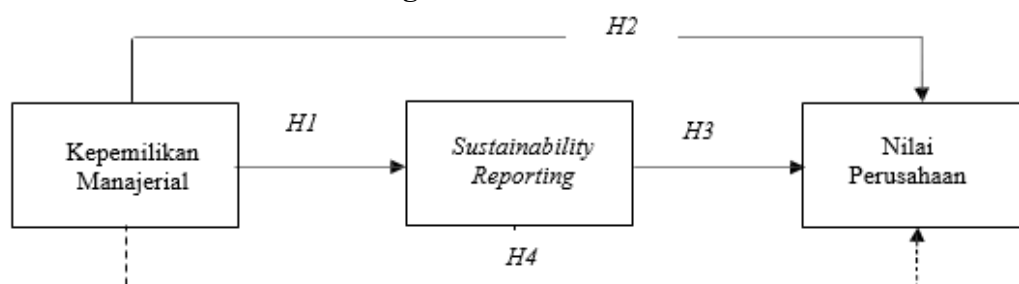 H2
Kepemilikan
Manajerial
H1
Sustainability
Reporting
H3
Nilai
Perusahaan
H4